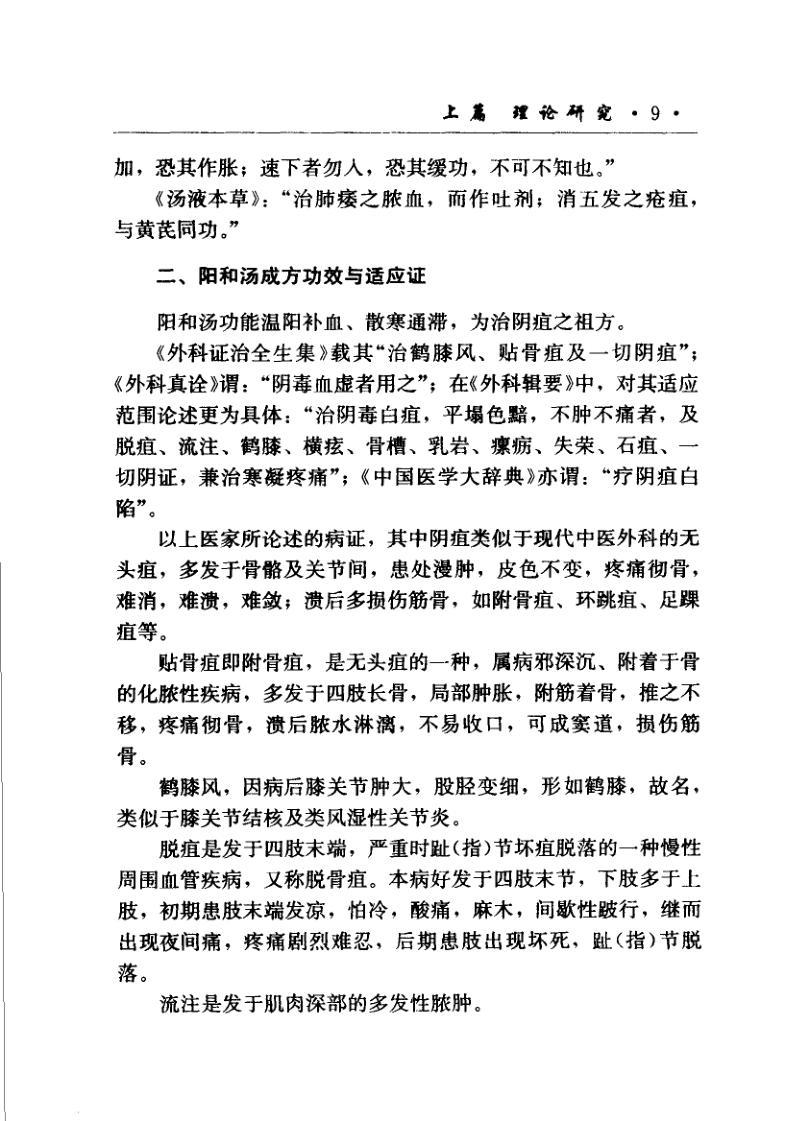 上篇 理论研究 ·9·
加，恐其作胀；速下者勿人，恐其缓功，不可不知也。”
《汤液本草》：“治肺痿之脓血，而作吐剂；消五发之疮疽，
与黄芪同功。”
二、阳和汤成方功效与适应证
阳和汤功能温阳补血、散寒通滞，为治阴疽之祖方。
《外科证治全生集》载其“治鹤膝风、贴骨疽及一切阴疽”；
《外科真诠》谓：“阴毒血虚者用之”；在《外科辑要》中，对其适应
范围论述更为具体：“治阴毒白疽，平塌色黯，不肿不痛者，及
脱疽、流注、鹤膝、横痃、骨槽、乳岩、瘰疬、失荣、石疽、一
切阴证，兼治寒凝疼痛”；《中国医学大辞典》亦谓：“疗阴疽白
陷”。
以上医家所论述的病证，其中阴疽类似于现代中医外科的无
头疽，多发于骨骼及关节间，患处漫肿，皮色不变，疼痛彻骨，
难消，难溃，难敛；溃后多损伤筋骨，如附骨疽、环跳疽、足踝
疽等。
贴骨疽即附骨疽，是无头疽的一种，属病邪深沉、附着于骨
的化脓性疾病，多发于四肢长骨，局部肿胀，附筋着骨，推之不
移，疼痛彻骨，溃后脓水淋漓，不易收口，可成窦道，损伤筋
骨。
鹤膝风，因病后膝关节肿大，股胫变细，形如鹤膝，故名，
类似于膝关节结核及类风湿性关节炎。
脱疽是发于四肢末端，严重时趾（指）节坏疽脱落的一种慢性
周围血管疾病，又称脱骨疽。本病好发于四肢末节，下肢多于上
肢，初期患肢末端发凉，怕冷，酸痛，麻木，间歇性跛行，继而
出现夜间痛，疼痛剧烈难忍，后期患肢出现坏死，趾（指）节脱
落。
流注是发于肌肉深部的多发性脓肿。